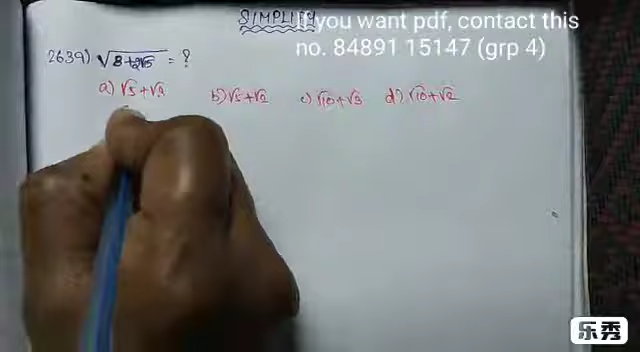 SIMPLIFY
If you want pdf, contact this
no. 84891 15147 (grp 4)
2639) √8+2√15 = ?
a) √5+√3 b) √5+√2 c) √10+√3 d) √10+√2
乐秀